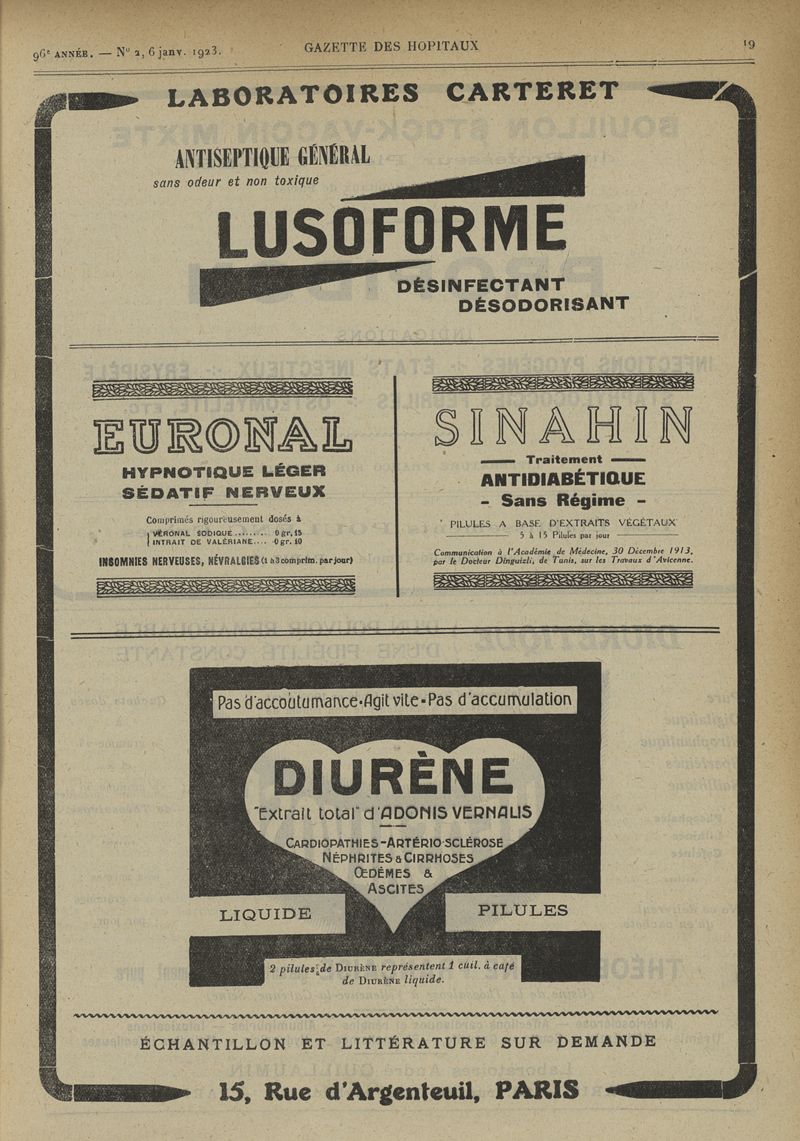 96e ANNÉE. — No 2, 6 janv. 1923.
GAZETTE DES HOPITAUX
19
LABORATOIRES CARTERET
ANTISEPTIQUE GÉNÉRAL
sans odeur et non toxique
LUSOFORME
DÉSINFECTANT
DÉSODORISANT
EURONAL
HYPNOTIQUE LÉGER
SÉDATIF NERVEUX
Comprimés rigoureusement dosés à
VÉRONAL SODIQUE........ 0 gr, 15
INTRAIT DE VALÉRIANE.... 0 gr. 10
INSOMNIES NERVEUSES, NÉVRALGIES (1 à 3 comprim. par jour)
SINAHIN
Traitement
ANTIDIABÉTIQUE
- Sans Régime -
PILULES A BASE D'EXTRAITS VÉGÉTAUX
5 à 15 Pilules par jour
Communication à l'Académie de Médecine, 30 Décembre 1913,
par le Docteur Dinguizli, de Tunis, sur les Travaux d'Avicenne.
Pas d'accoutumance-Agit vite-Pas d'accumulation
DIURÈNE
"Extrait total" d'ADONIS VERNALIS
CARDIOPATHIES-ARTÉRIO-SCLÉROSE
NÉPHRITES & CIRRHOSES
ŒDÈMES &
ASCITES
LIQUIDE
PILULES
2 pilules de DIURÈNE représentent 1 cuil. à café
de DIURÈNE liquide.
ÉCHANTILLON ET LITTÉRATURE SUR DEMANDE
15, Rue d'Argenteuil, PARIS